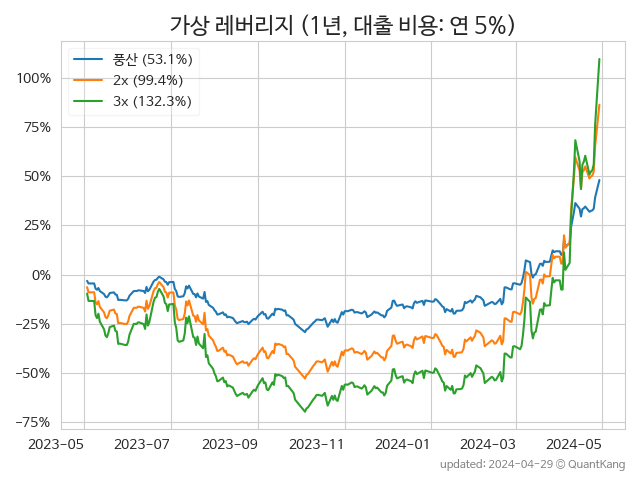 가상 레버리지 (1년, 대출 비용: 연 5%)
풍산 (53.1%)
2x (99.4%)
3x (132.3%)
100%
75%
50%
25%
0%
−25%
−50%
−75%
2023-05 2023-07 2023-09 2023-11 2024-01 2024-03 2024-05
updated: 2024-04-29 © QuantKang